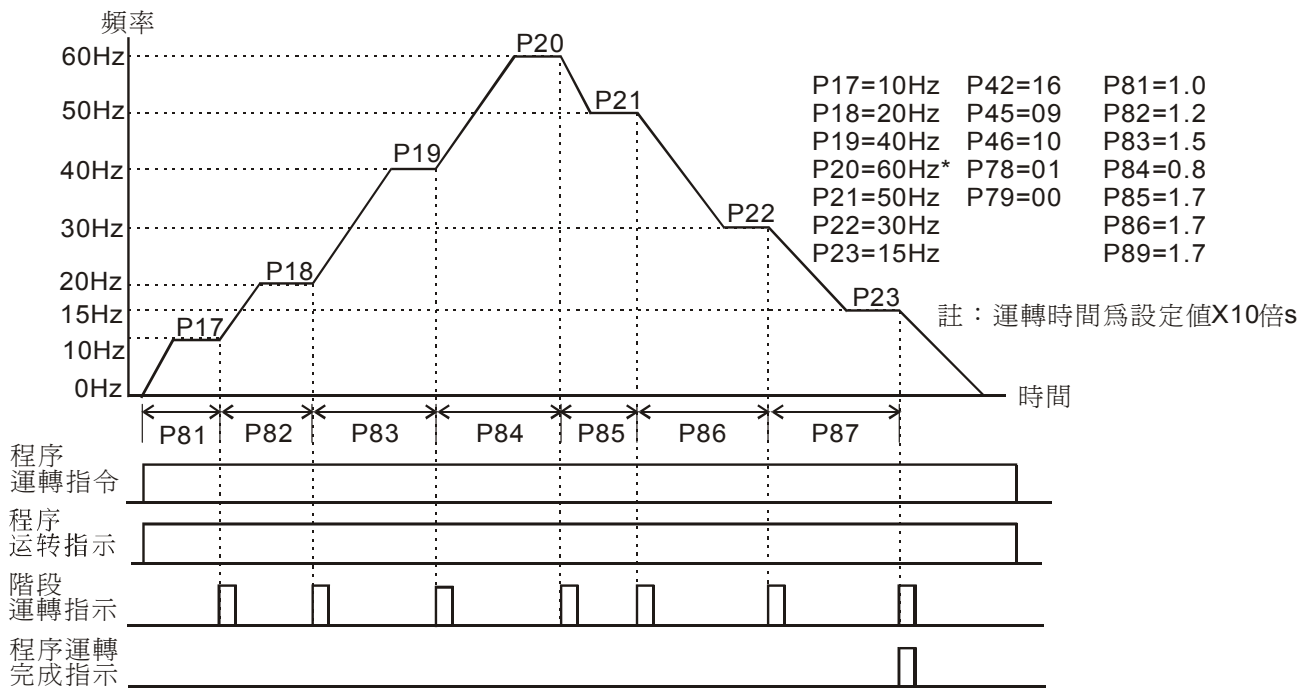 頻率
60Hz
50Hz
40Hz
30Hz
20Hz
15Hz
10Hz
0Hz
P17
P18
P19
P20
P21
P22
P23
P17=10Hz P42=16 P81=1.0
P18=20Hz P45=09 P82=1.2
P19=40Hz P46=10 P83=1.5
P20=60Hz* P78=01 P84=0.8
P21=50Hz P79=00 P85=1.7
P22=30Hz P86=1.7
P23=15Hz P89=1.7
註：運轉時間爲設定值X10倍s
時間
P81 P82 P83 P84 P85 P86 P87
程序
運轉指令
程序
运转指示
階段
運轉指示
程序運轉
完成指示